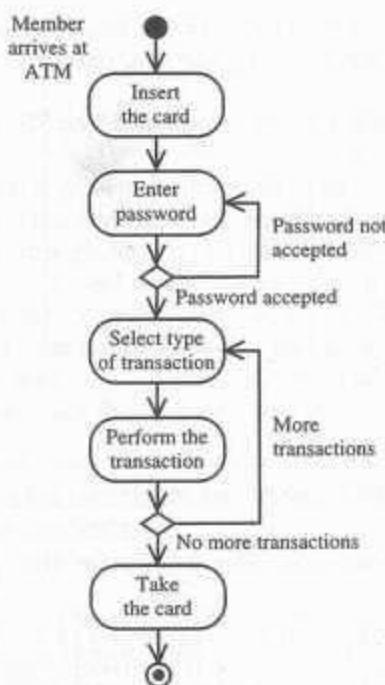 Member
arrives at
ATM
Insert
the card
Enter
password
Password not
accepted
Password accepted
Select type
of transaction
More
transactions
Perform the
transaction
No more transactions
Take
the card